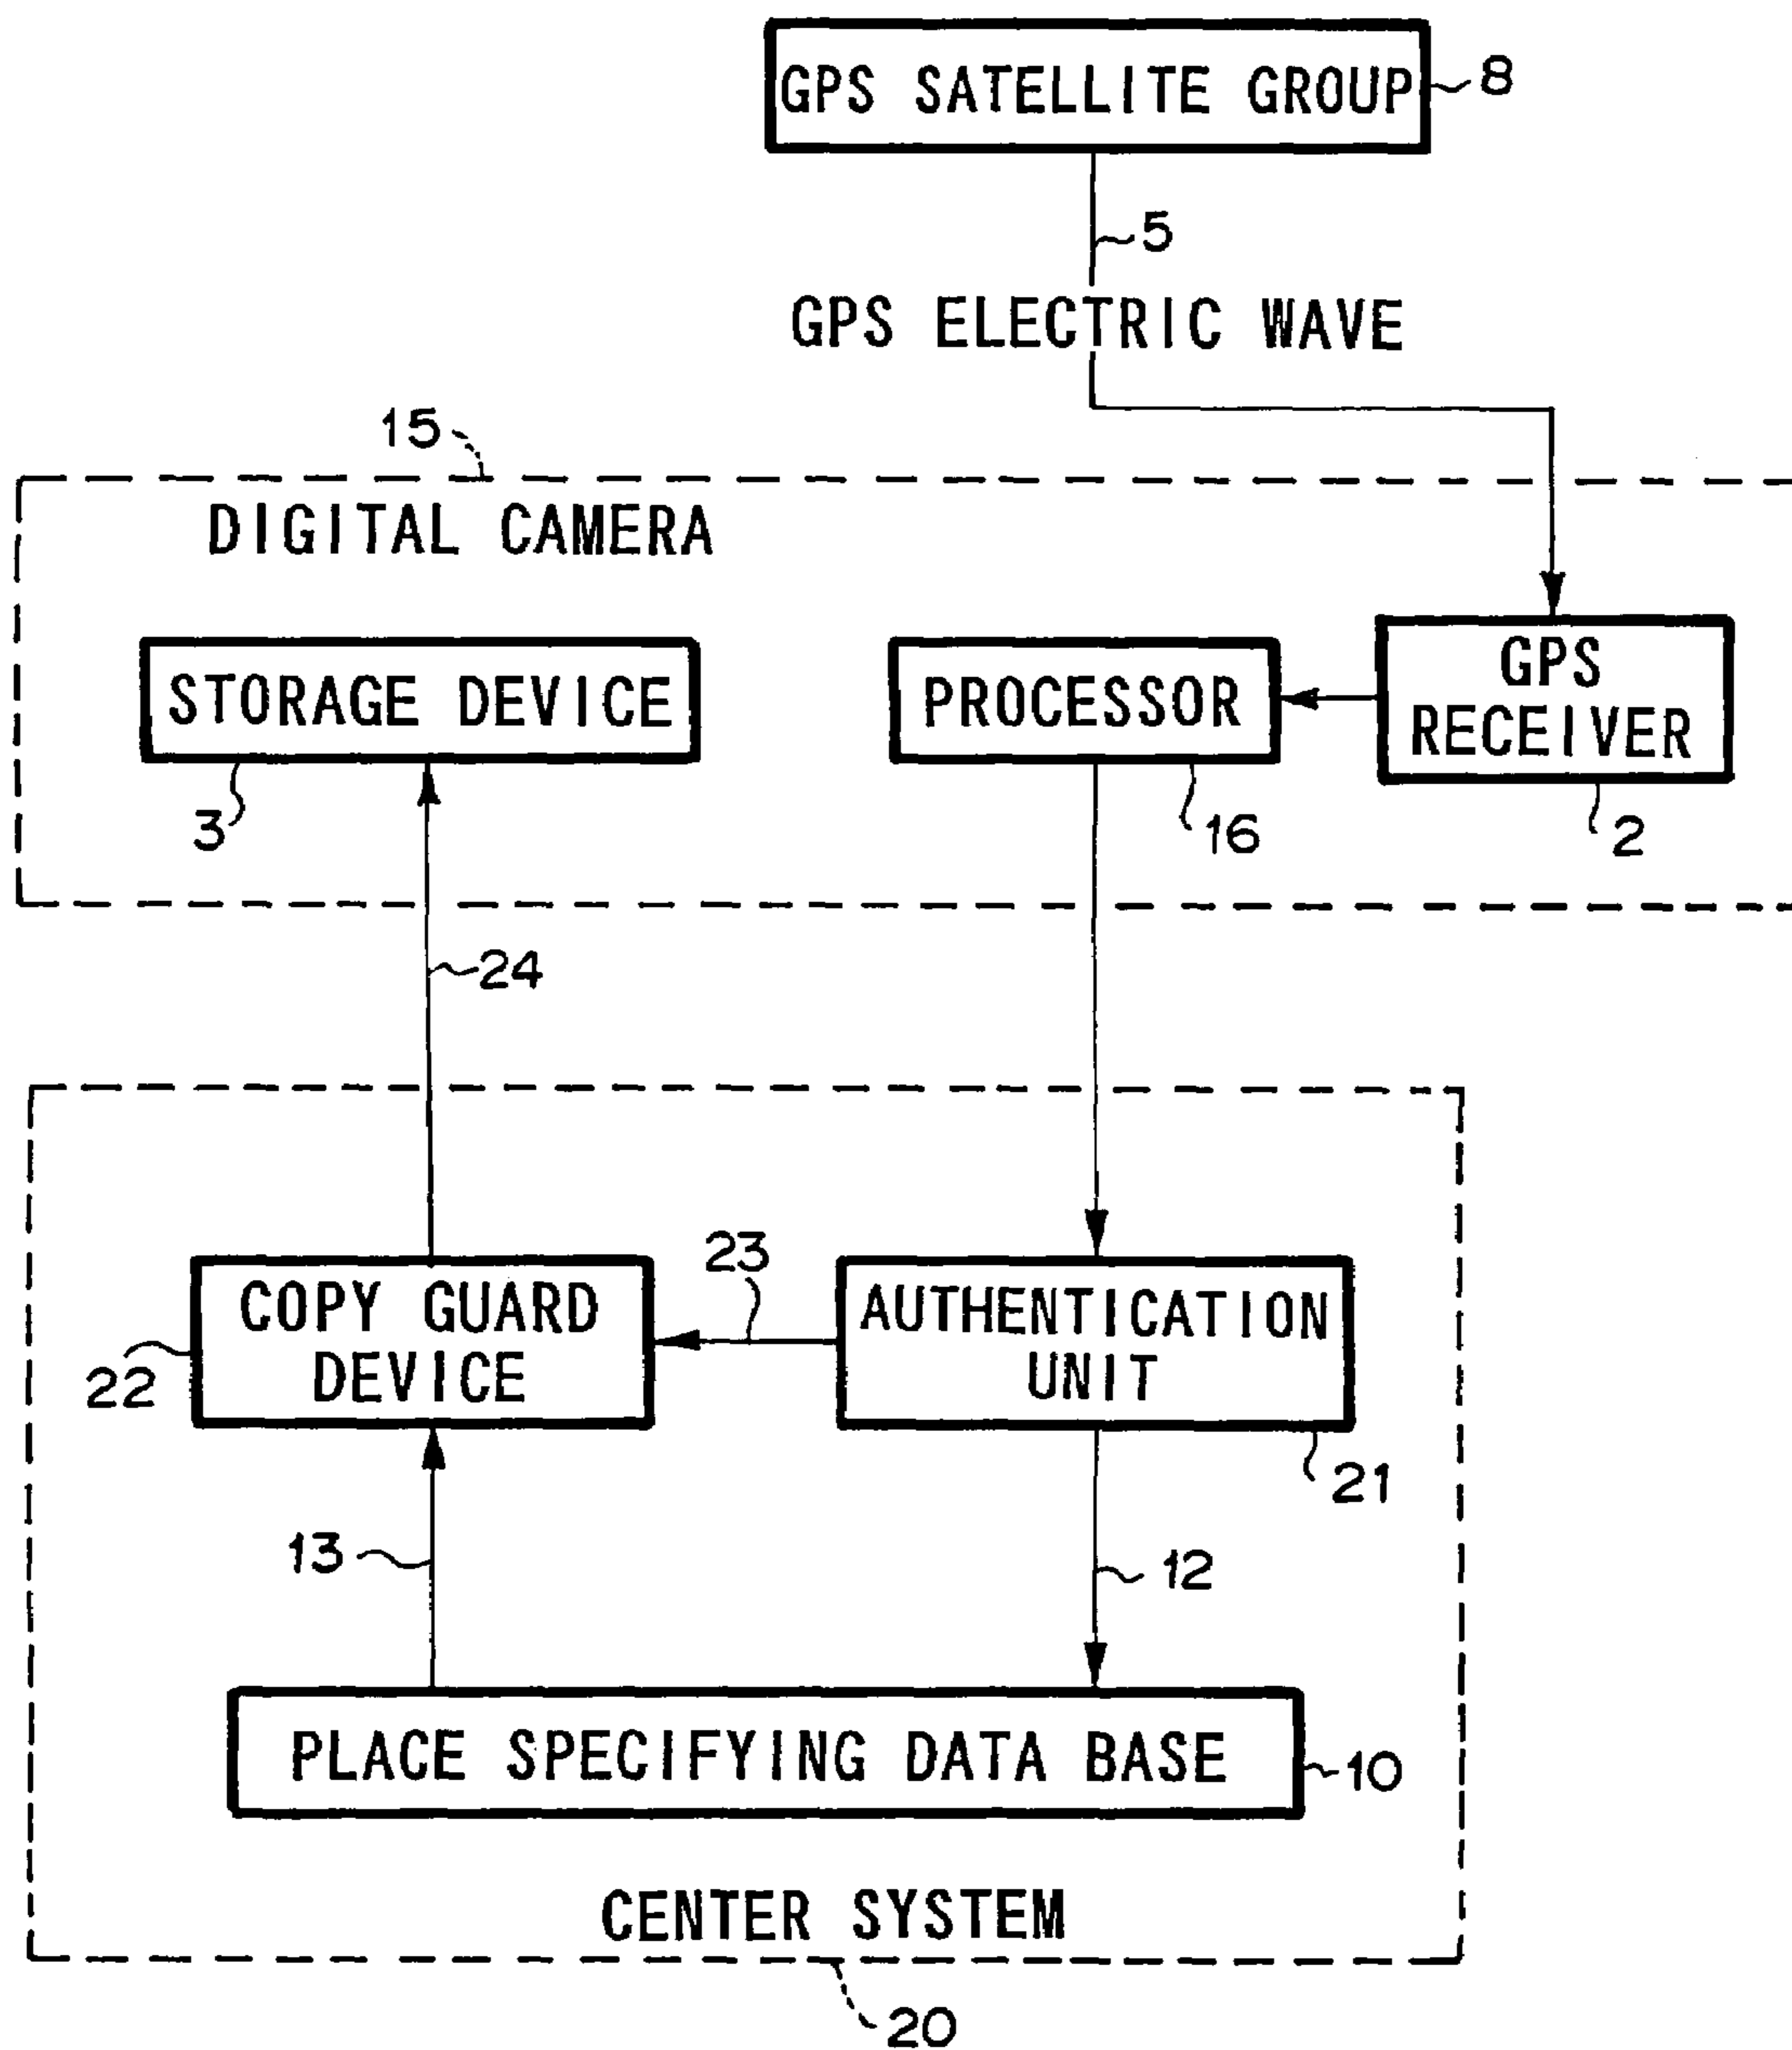 GPS SATELLITE GROUP
8
5
GPS ELECTRIC WAVE
15
DIGITAL CAMERA
STORAGE DEVICE
PROCESSOR
GPS
RECEIVER
3
16
2
24
23
COPY GUARD
DEVICE
AUTHENTICATION
UNIT
22
21
13
12
PLACE SPECIFYING DATA BASE
10
CENTER SYSTEM
20